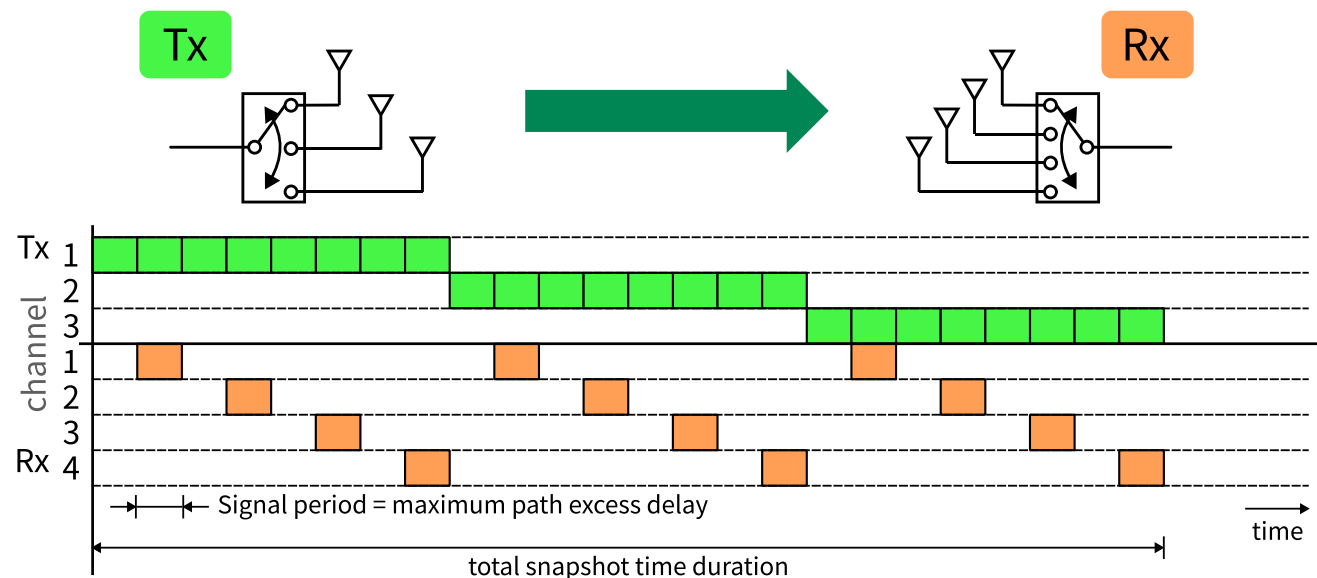 Tx
Rx
Tx 1
2
3
channel
1
2
3
Rx 4
Signal period = maximum path excess delay
time
total snapshot time duration